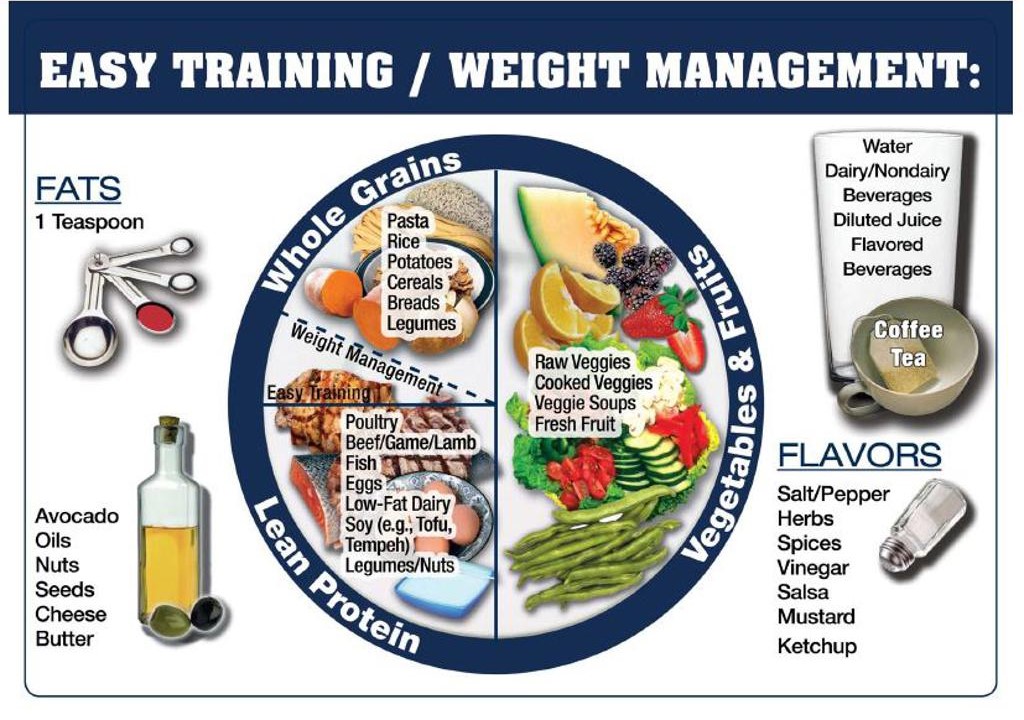 EASY TRAINING / WEIGHT MANAGEMENT:
FATS
1 Teaspoon
Avocado
Oils
Nuts
Seeds
Cheese
Butter
Whole Grains
Pasta
Rice
Potatoes
Cereals
Breads
Legumes
Weight Management
Easy Training
Poultry
Beef/Game/Lamb
Fish
Eggs
Low-Fat Dairy
Soy (e.g., Tofu,
Tempeh)
Legumes/Nuts
Lean Protein
Raw Veggies
Cooked Veggies
Veggie Soups
Fresh Fruit
Vegetables & Fruits
Water
Dairy/Nondairy
Beverages
Diluted Juice
Flavored
Beverages
Coffee
Tea
FLAVORS
Salt/Pepper
Herbs
Spices
Vinegar
Salsa
Mustard
Ketchup